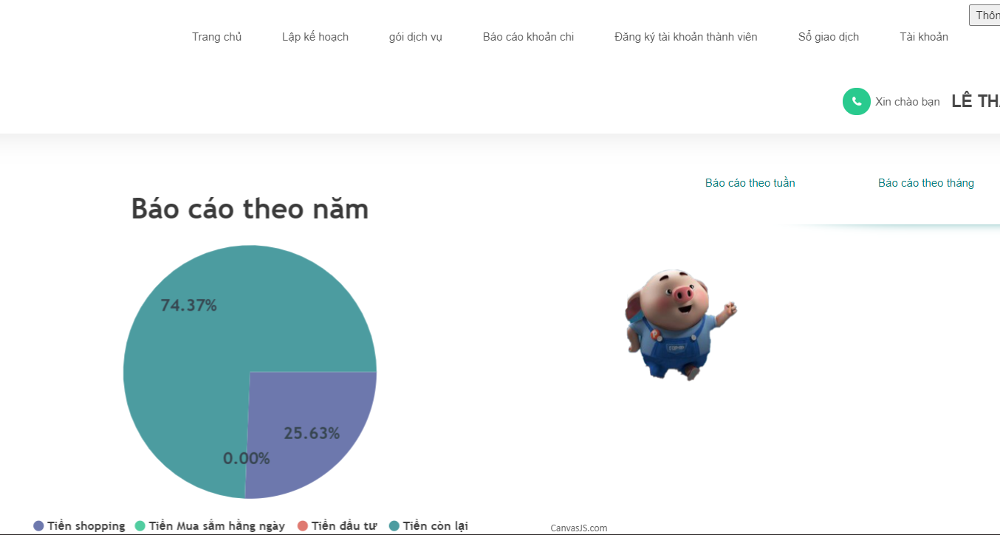 Thôn
Trang chủ Lập kế hoạch gói dịch vụ Báo cáo khoản chi Đăng ký tài khoản thành viên Sổ giao dịch Tài khoản
Xin chào bạn LÊ TH
Báo cáo theo tuần Báo cáo theo tháng
Báo cáo theo năm
74.37%
25.63%
0.00%
Tiền shopping Tiền Mua sắm hằng ngày Tiền đầu tư Tiền còn lại
CanvasJS.com